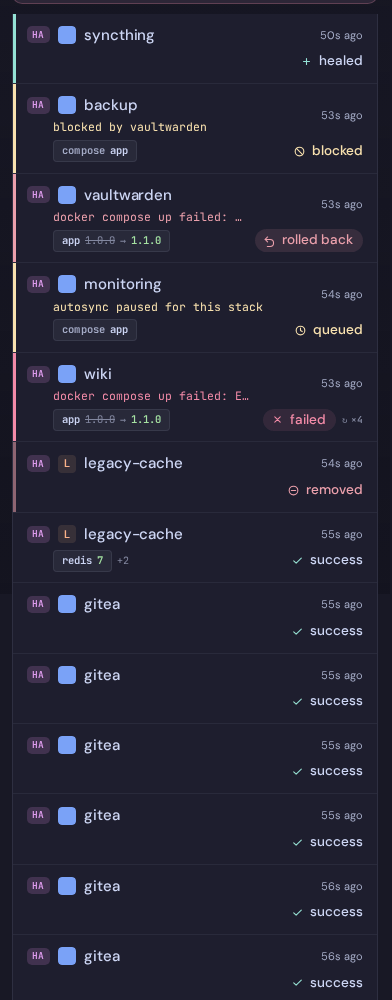 HA syncthing 50s ago
+ healed
HA backup 53s ago
blocked by vaultwarden
compose app blocked
HA vaultwarden 53s ago
docker compose up failed: …
app 1.0.0 → 1.1.0 rolled back
HA monitoring 54s ago
autosync paused for this stack
compose app queued
HA wiki 53s ago
docker compose up failed: E…
app 1.0.0 → 1.1.0 × failed ↻ ×4
HA L legacy-cache 54s ago
removed
HA L legacy-cache 55s ago
redis 7 +2 ✓ success
HA gitea 55s ago
✓ success
HA gitea 55s ago
✓ success
HA gitea 55s ago
✓ success
HA gitea 55s ago
✓ success
HA gitea 56s ago
✓ success
HA gitea 56s ago
✓ success